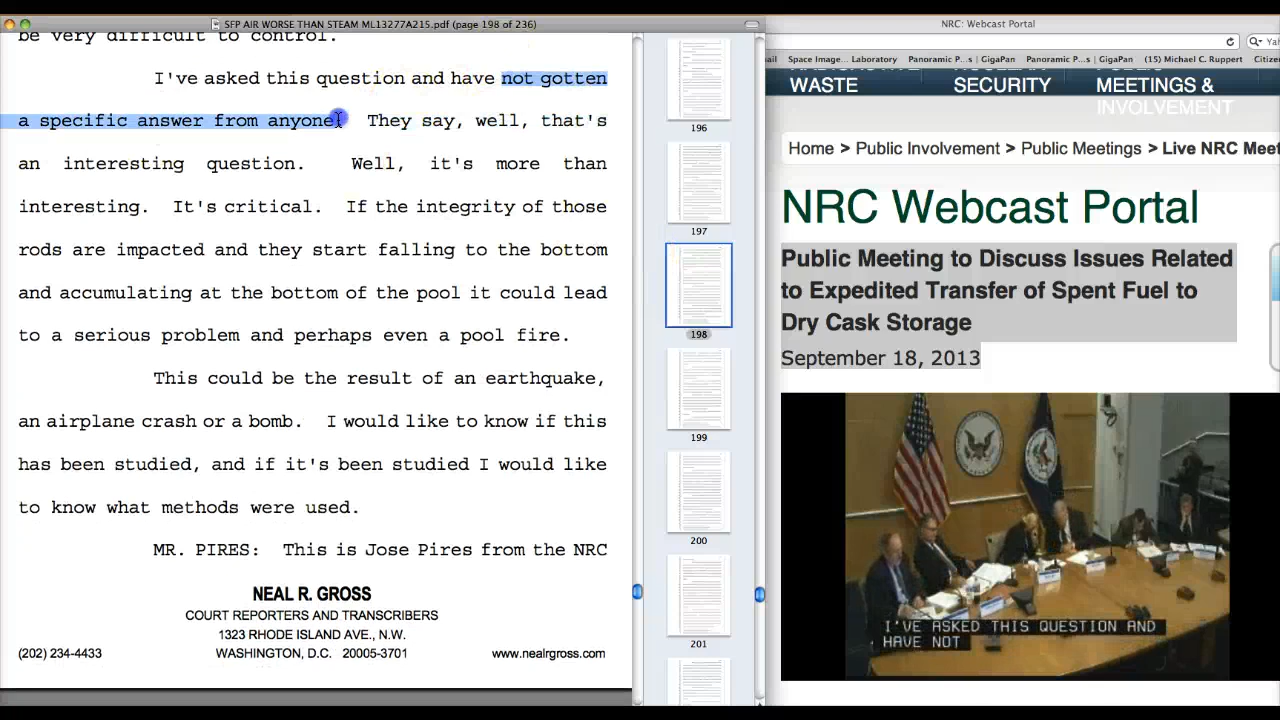 SFP AIR WORSE THAN STEAM ML13277A215.pdf (page 198 of 236)
be very difficult to control.
I've asked this question and have not gotten
a specific answer from anyone. They say, well, that's
an interesting question. Well, it's more than
interesting. It's critical. If the integrity of those
rods are impacted and they start falling to the bottom
and accumulating at the bottom of the pool it could lead
to a serious problem and perhaps even a pool fire.
This could be the result of an earthquake,
an airplane crash or a bomb. I would like to know if this
has been studied, and if it's been studied I would like
to know what methods were used.
MR. PIRES: This is Jose Pires from the NRC
NEAL R. GROSS
COURT REPORTERS AND TRANSCRIBERS
1323 RHODE ISLAND AVE., N.W.
(202) 234-4433 WASHINGTON, D.C. 20005-3701 www.nealrgross.com
196
197
198
199
200
201
NRC: Webcast Portal
Space Image... Laboratory Panoramic P...s | GigaPan Panoramic P...s | GigaPan (15) Michael C. Ruppert Citize
WASTE SECURITY MEETINGS &
INVOLVEMENT
Home > Public Involvement > Public Meetings > Live NRC Meet
NRC Webcast Portal
Public Meeting to Discuss Issues Related
to Expedited Transfer of Spent Fuel to
Dry Cask Storage
September 18, 2013
I'VE ASKED THIS QUESTION AND
HAVE NOT